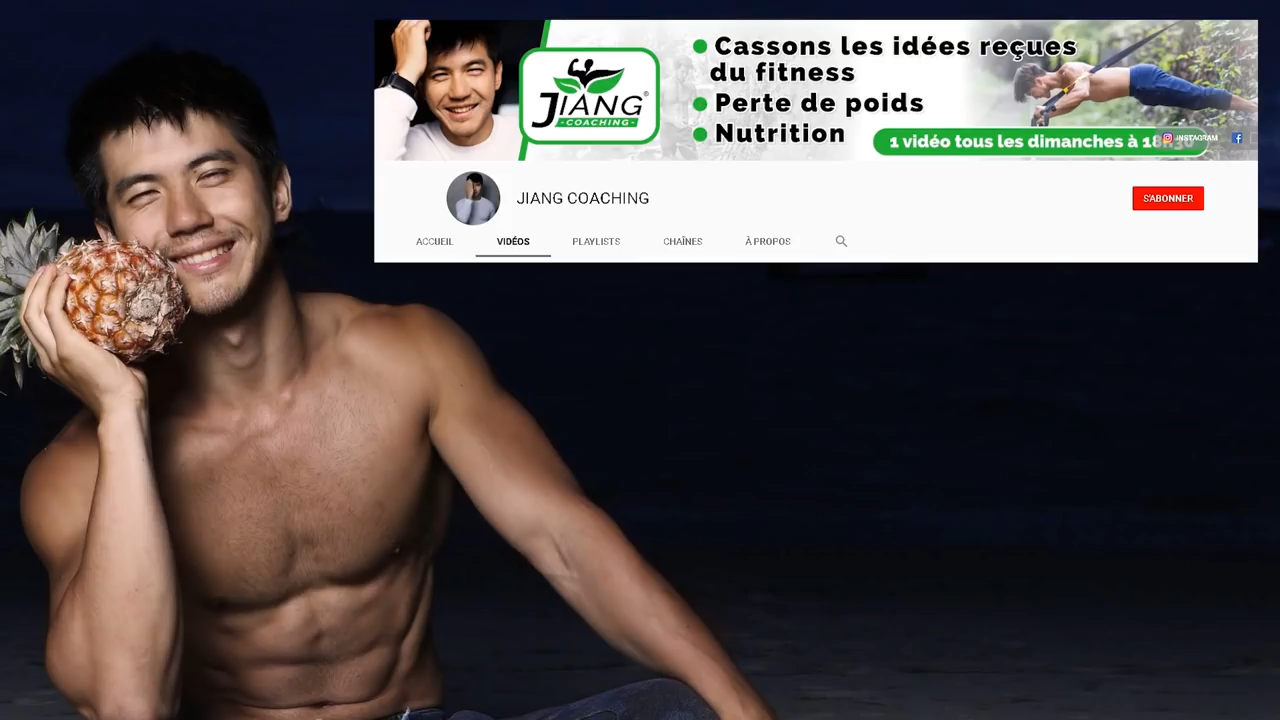 Cassons les idées reçues
du fitness
Perte de poids
Nutrition
1 vidéo tous les dimanches à 18
INSTAGRAM
JIANG®
-COACHING-
JIANG COACHING
S'ABONNER
ACCUEIL VIDÉOS PLAYLISTS CHAÎNES À PROPOS